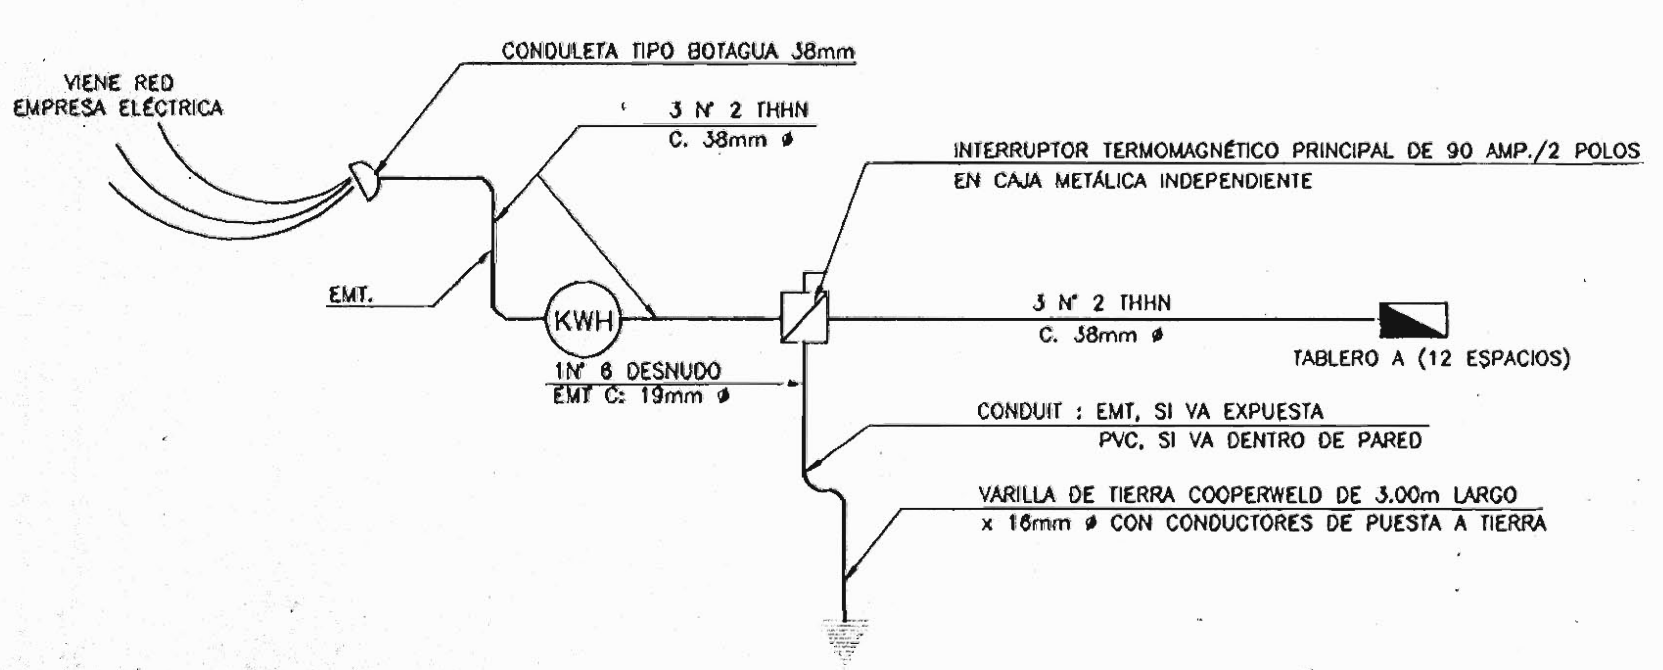 CONDULETA TIPO BOTAGUA 38mm
VIENE RED
EMPRESA ELÉCTRICA
3 Nº 2 THHN
C. 38mm ø
INTERRUPTOR TERMOMAGNÉTICO PRINCIPAL DE 90 AMP./2 POLOS
EN CAJA METÁLICA INDEPENDIENTE
EMT.
KWH
3 Nº 2 THHN
C. 38mm ø
TABLERO A (12 ESPACIOS)
1Nº 6 DESNUDO
EMT C: 19mm ø
CONDUIT : EMT, SI VA EXPUESTA
PVC, SI VA DENTRO DE PARED
VARILLA DE TIERRA COOPERWELD DE 3.00m LARGO
x 16mm ø CON CONDUCTORES DE PUESTA A TIERRA